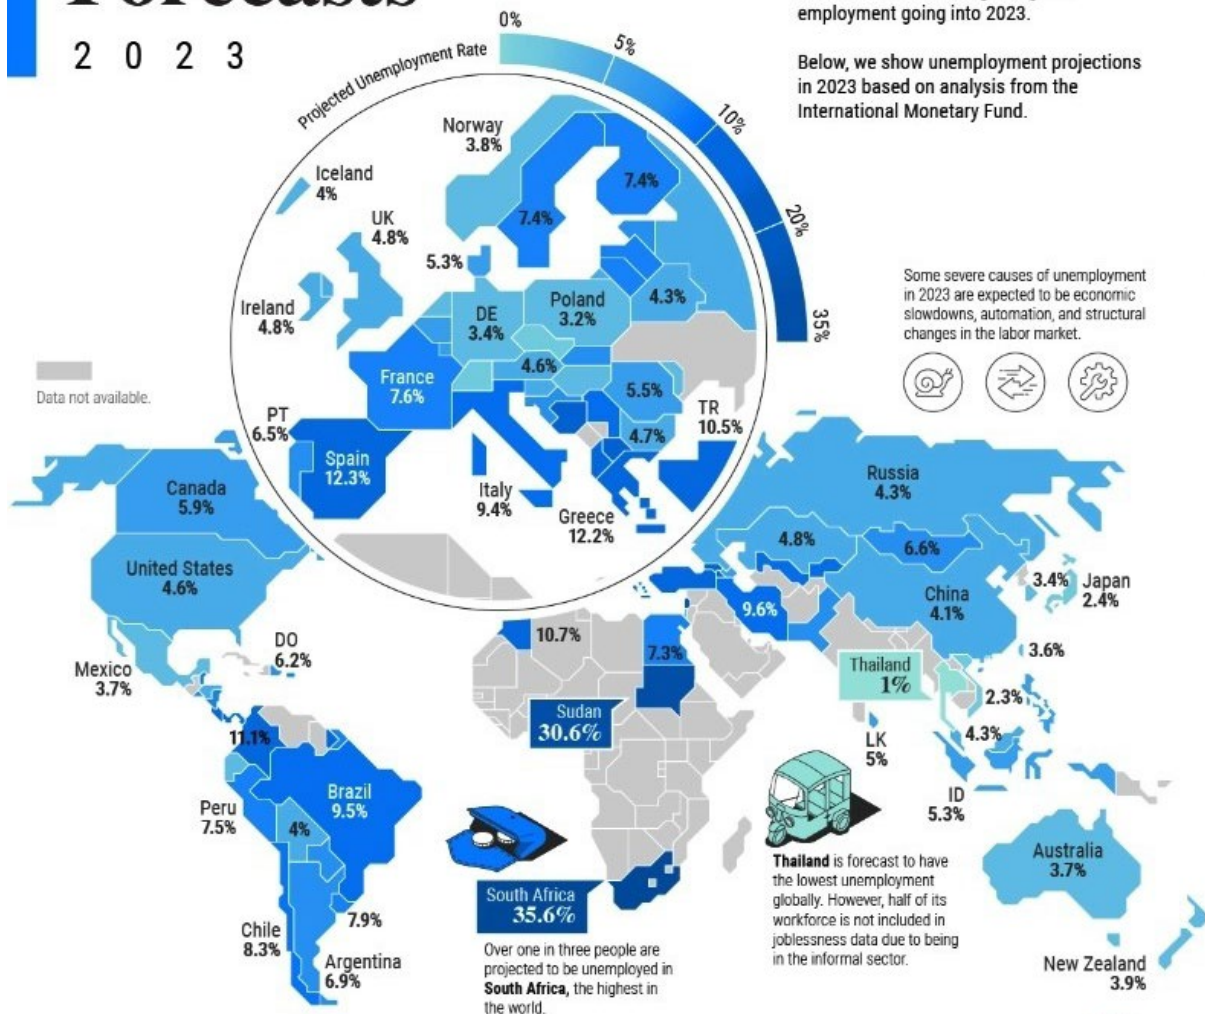 Forecasts
2 0 2 3
employment going into 2023.
Below, we show unemployment projections
in 2023 based on analysis from the
International Monetary Fund.
Projected Unemployment Rate
0%
5%
10%
20%
35%
Norway
3.8%
Iceland
4%
UK
4.8%
7.4%
7.4%
5.3%
Ireland
4.8%
DE
3.4%
Poland
3.2%
4.3%
4.6%
France
7.6%
5.5%
4.7%
TR
10.5%
PT
6.5%
Spain
12.3%
Italy
9.4%
Greece
12.2%
Some severe causes of unemployment
in 2023 are expected to be economic
slowdowns, automation, and structural
changes in the labor market.
Data not available.
Canada
5.9%
United States
4.6%
Mexico
3.7%
DO
6.2%
Russia
4.3%
4.8%
6.6%
China
4.1%
3.4%
Japan
2.4%
9.6%
10.7%
7.3%
3.6%
Thailand
1%
2.3%
Sudan
30.6%
4.3%
LK
5%
ID
5.3%
11.1%
Brazil
9.5%
Peru
7.5%
4%
Chile
8.3%
7.9%
Argentina
6.9%
South Africa
35.6%
Over one in three people are
projected to be unemployed in
South Africa, the highest in
the world.
Thailand is forecast to have
the lowest unemployment
globally. However, half of its
workforce is not included in
joblessness data due to being
in the informal sector.
Australia
3.7%
New Zealand
3.9%